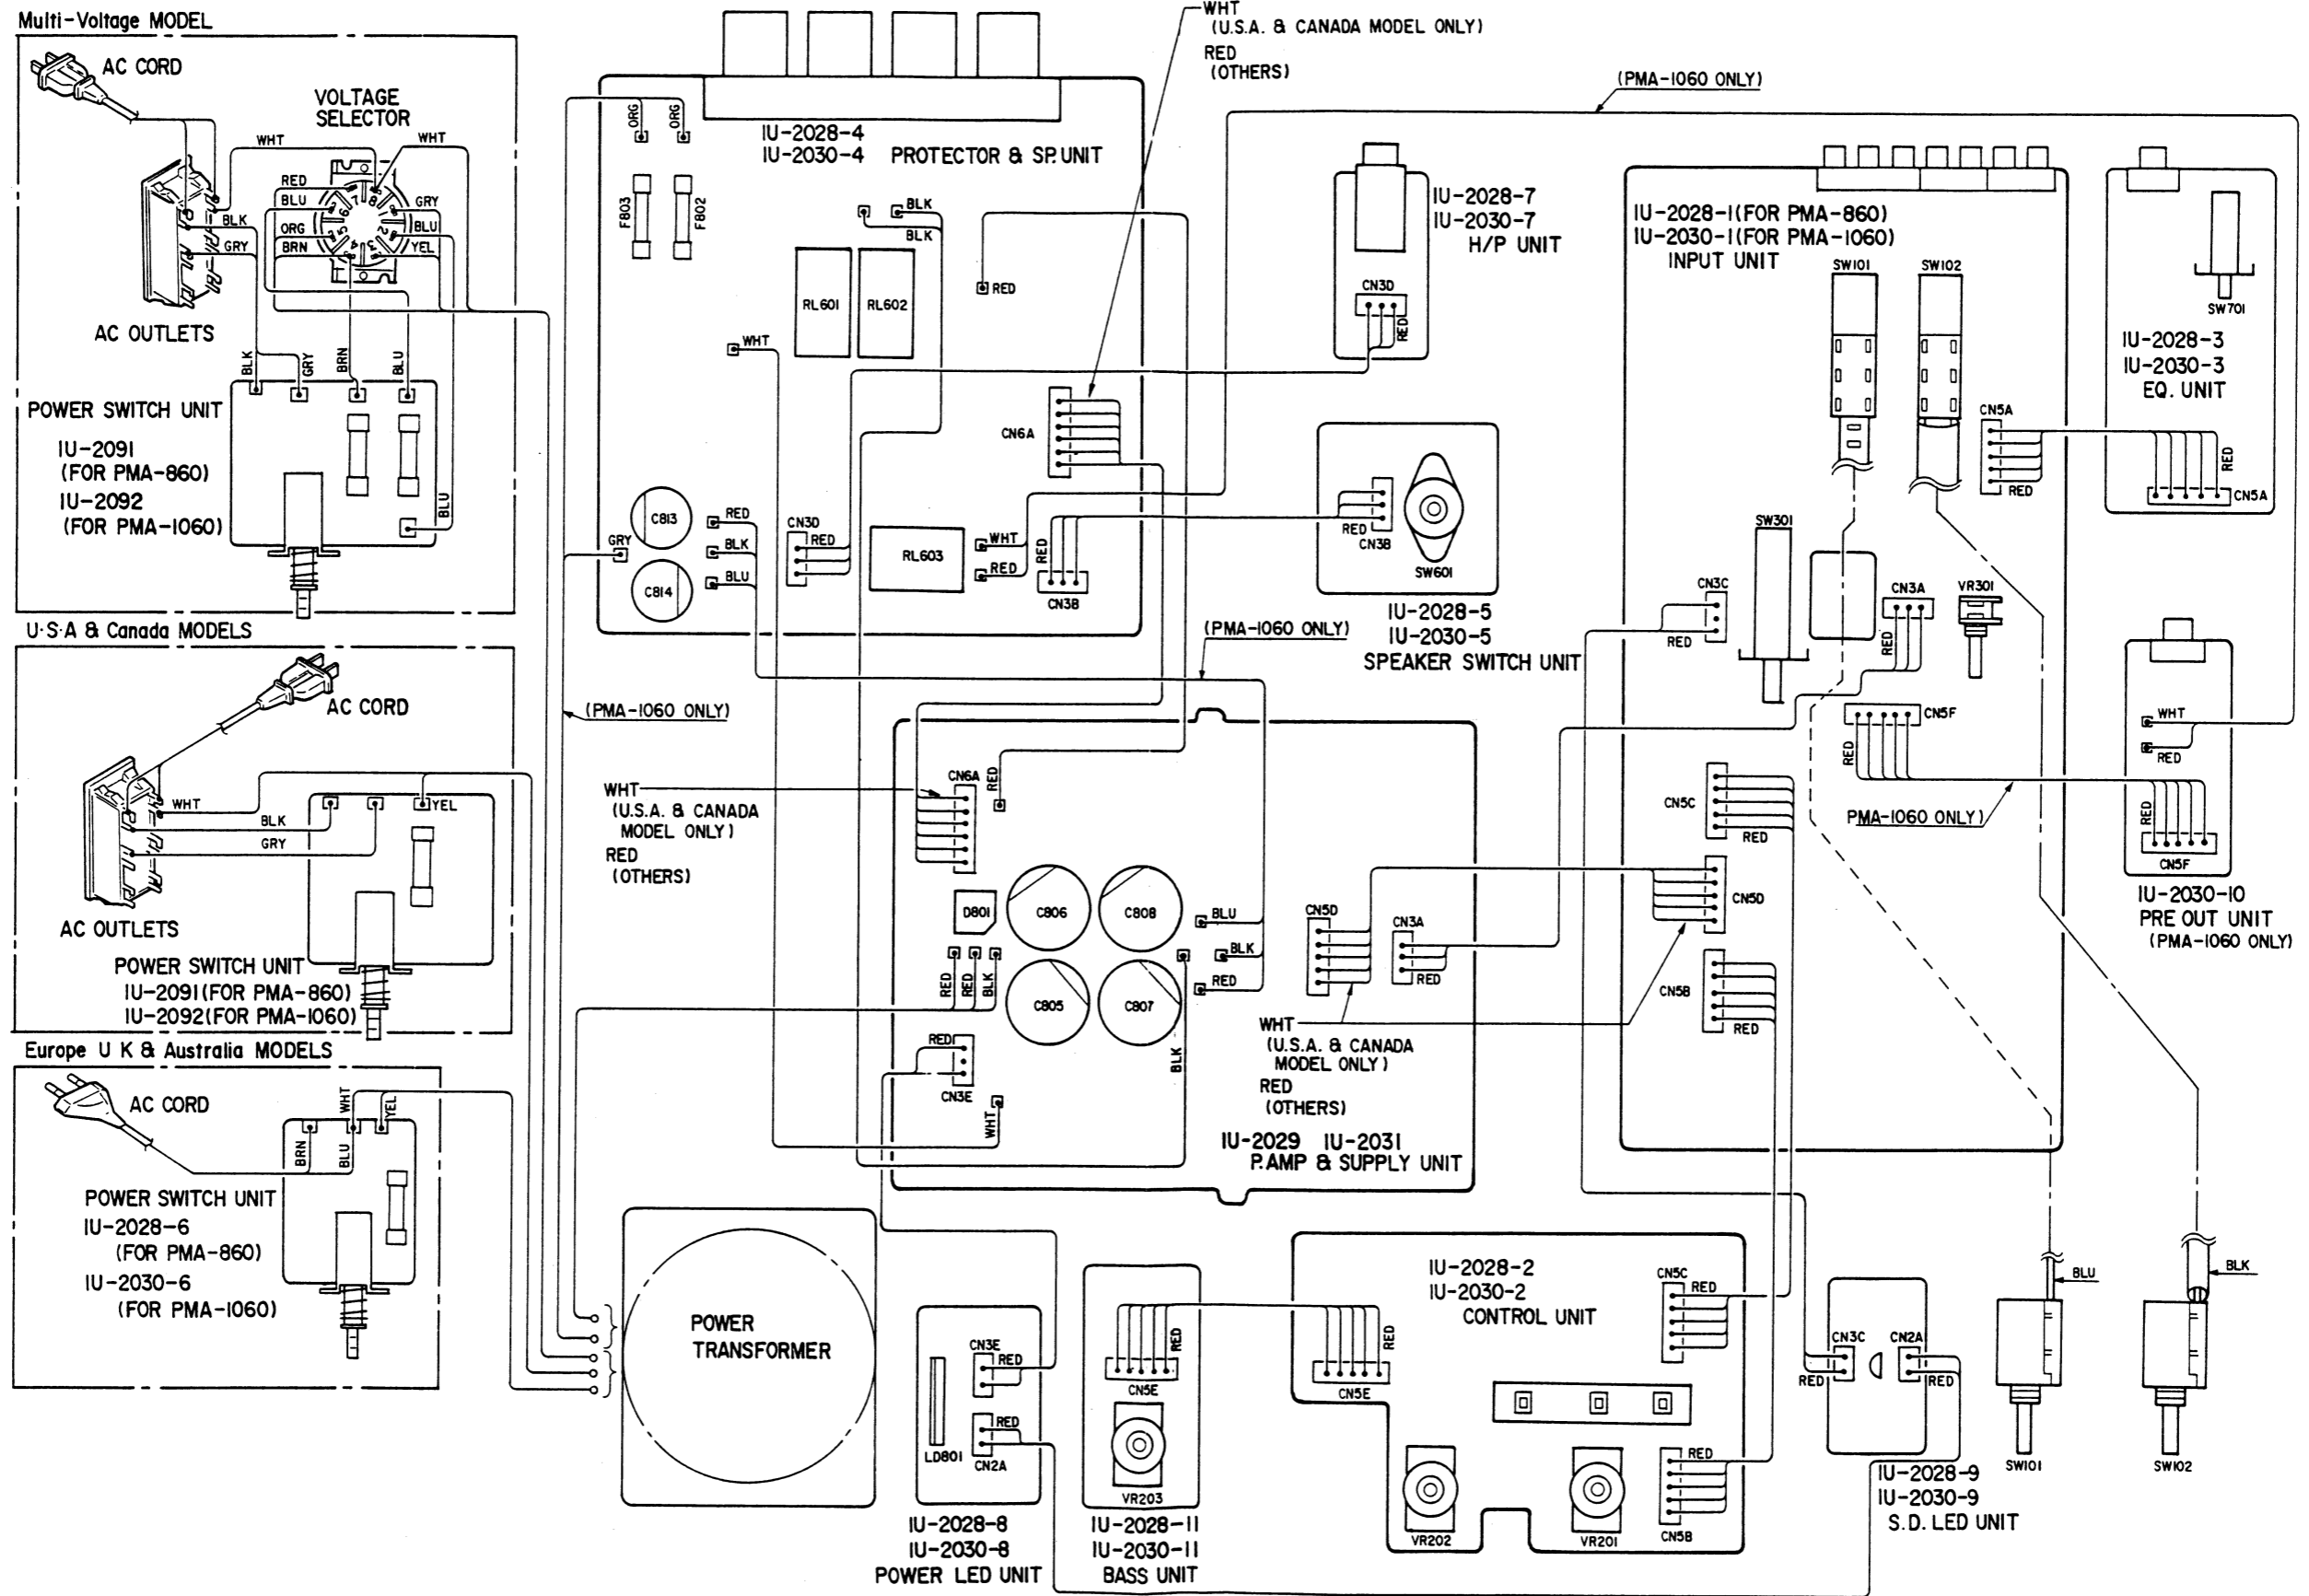 Multi-Voltage MODEL
AC CORD
VOLTAGE
SELECTOR
WHT
WHT
RED
BLU
ORG
BRN
8
7
6
5
4
3
2
1
GRY
BLU
YEL
BLK
GRY
AC OUTLETS
BLK
GRY
BRN
BLU
BLU
POWER SWITCH UNIT
IU-2091
(FOR PMA-860)
IU-2092
(FOR PMA-1060)
U·S·A & Canada MODELS
AC CORD
WHT
BLK
GRY
YEL
AC OUTLETS
POWER SWITCH UNIT
IU-2091(FOR PMA-860)
IU-2092(FOR PMA-1060)
Europe U K & Australia MODELS
AC CORD
WHT
YEL
BRN
BLU
POWER SWITCH UNIT
IU-2028-6
(FOR PMA-860)
IU-2030-6
(FOR PMA-1060)
WHT
(U.S.A. & CANADA MODEL ONLY)
RED
(OTHERS)
(PMA-1060 ONLY)
ORG
ORG
IU-2028-4
IU-2030-4 PROTECTOR & SP.UNIT
F803
F802
BLK
BLK
RL601
RL602
RED
WHT
CN6A
C813
C814
GRY
RED
BLK
BLU
CN3D
RED
RL603
WHT
RED
RED
CN3B
IU-2028-7
IU-2030-7
H/P UNIT
CN3D
RED
RED
CN3B
SW601
IU-2028-5
IU-2030-5
SPEAKER SWITCH UNIT
(PMA-1060 ONLY)
(PMA-1060 ONLY)
IU-2028-1(FOR PMA-860)
IU-2030-1(FOR PMA-1060)
INPUT UNIT
SW101
SW102
CN5A
RED
SW301
CN3C
RED
CN3A
RED
VR301
CN5F
RED
PMA-1060 ONLY)
CN5C
RED
CN5D
CN5B
RED
SW701
IU-2028-3
IU-2030-3
EQ. UNIT
RED
CN5A
WHT
RED
RED
CN5F
IU-2030-10
PRE OUT UNIT
(PMA-1060 ONLY)
WHT
(U.S.A. & CANADA
MODEL ONLY)
RED
(OTHERS)
CN6A
RED
D801
C806
C808
C805
C807
RED
RED
BLK
BLU
BLK
RED
BLK
RED
CN3E
WHT
CN5D
CN3A
RED
WHT
(U.S.A. & CANADA
MODEL ONLY)
RED
(OTHERS)
IU-2029 IU-2031
P.AMP & SUPPLY UNIT
POWER
TRANSFORMER
CN3E
RED
RED
CN2A
LD801
IU-2028-8
IU-2030-8
POWER LED UNIT
RED
CN5E
VR203
IU-2028-11
IU-2030-11
BASS UNIT
IU-2028-2
IU-2030-2
CONTROL UNIT
RED
CN5E
CN5C
RED
RED
CN5B
VR202
VR201
CN3C
CN2A
RED
RED
IU-2028-9
IU-2030-9
S.D. LED UNIT
BLU
SW101
BLK
SW102